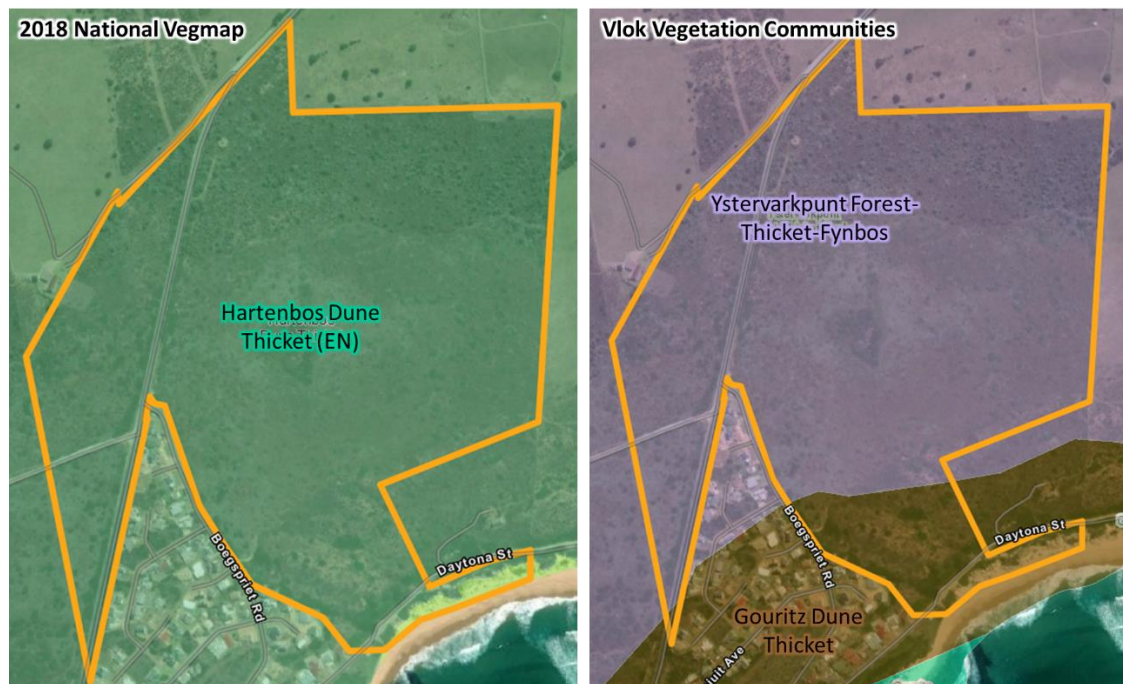 2018 National Vegmap
Hartenbos Dune
Thicket (EN)
Boegspriet Rd
Daytona St
Vlok Vegetation Communities
Ystervarkpunt Forest-
Thicket-Fynbos
Boegspriet Rd
Daytona St
Gouritz Dune
Thicket